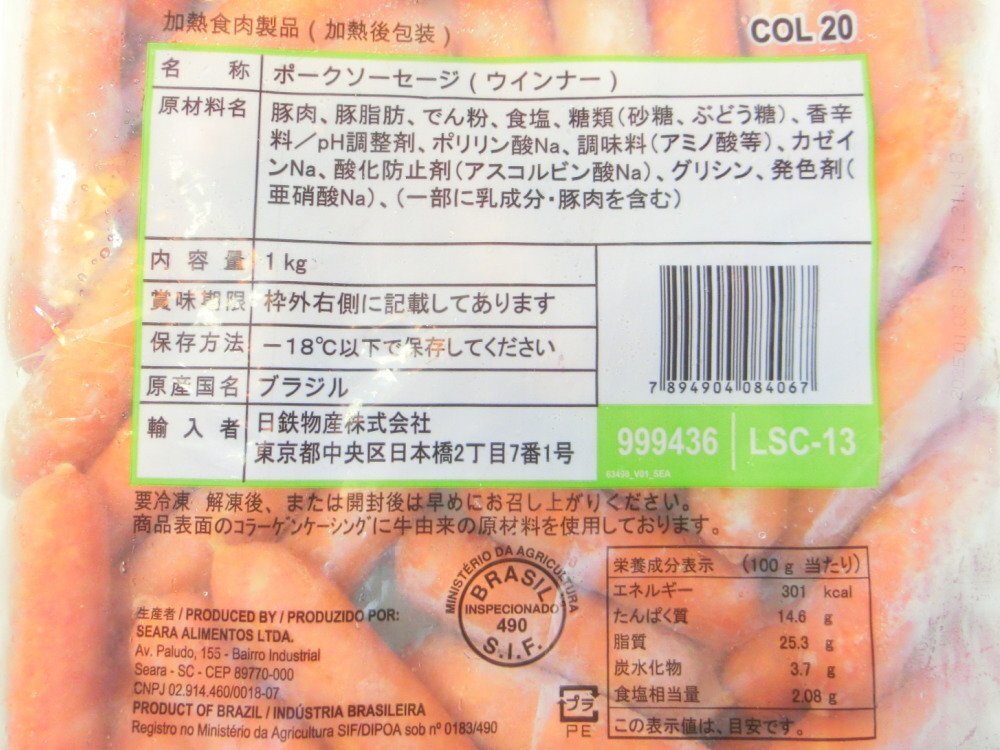 加熱食肉製品(加熱後包装)
COL 20
名 称 ポークソーセージ(ウインナー)
原材料名 豚肉、豚脂肪、でん粉、食塩、糖類(砂糖、ぶどう糖)、香辛
料/pH調整剤、ポリリン酸Na、調味料(アミノ酸等)、カゼイ
ンNa、酸化防止剤(アスコルビン酸Na)、グリシン、発色剤(
亜硝酸Na)、(一部に乳成分・豚肉を含む)
内 容 量 1 kg
賞味期限 枠外右側に記載してあります
保存方法 −18℃以下で保存してください
原産国名 ブラジル
輸 入 者 日鉄物産株式会社
東京都中央区日本橋2丁目7番1号
7 894904 084067
999436 LSC-13
63498_V01_SEA
要冷凍 解凍後、または開封後は早めにお召し上がりください。
商品表面のコラーゲンケーシングに牛由来の原材料を使用しております。
生産者 / PRODUCED BY / PRODUZIDO POR:
SEARA ALIMENTOS LTDA.
Av. Paludo, 155 - Bairro Industrial
Seara - SC - CEP 89770-000
CNPJ 02.914.460/0018-07
PRODUCT OF BRAZIL / INDÚSTRIA BRASILEIRA
Registro no Ministério da Agricultura SIF/DIPOA sob nº 0183/490
MINISTÉRIO DA AGRICULTURA
BRASIL
INSPECIONADO
490
S.I.F.
プラ
PE
栄養成分表示 (100 g 当たり)
エネルギー 301 kcal
たんぱく質 14.6 g
脂質 25.3 g
炭水化物 3.7 g
食塩相当量 2.08 g
この表示値は、目安です。